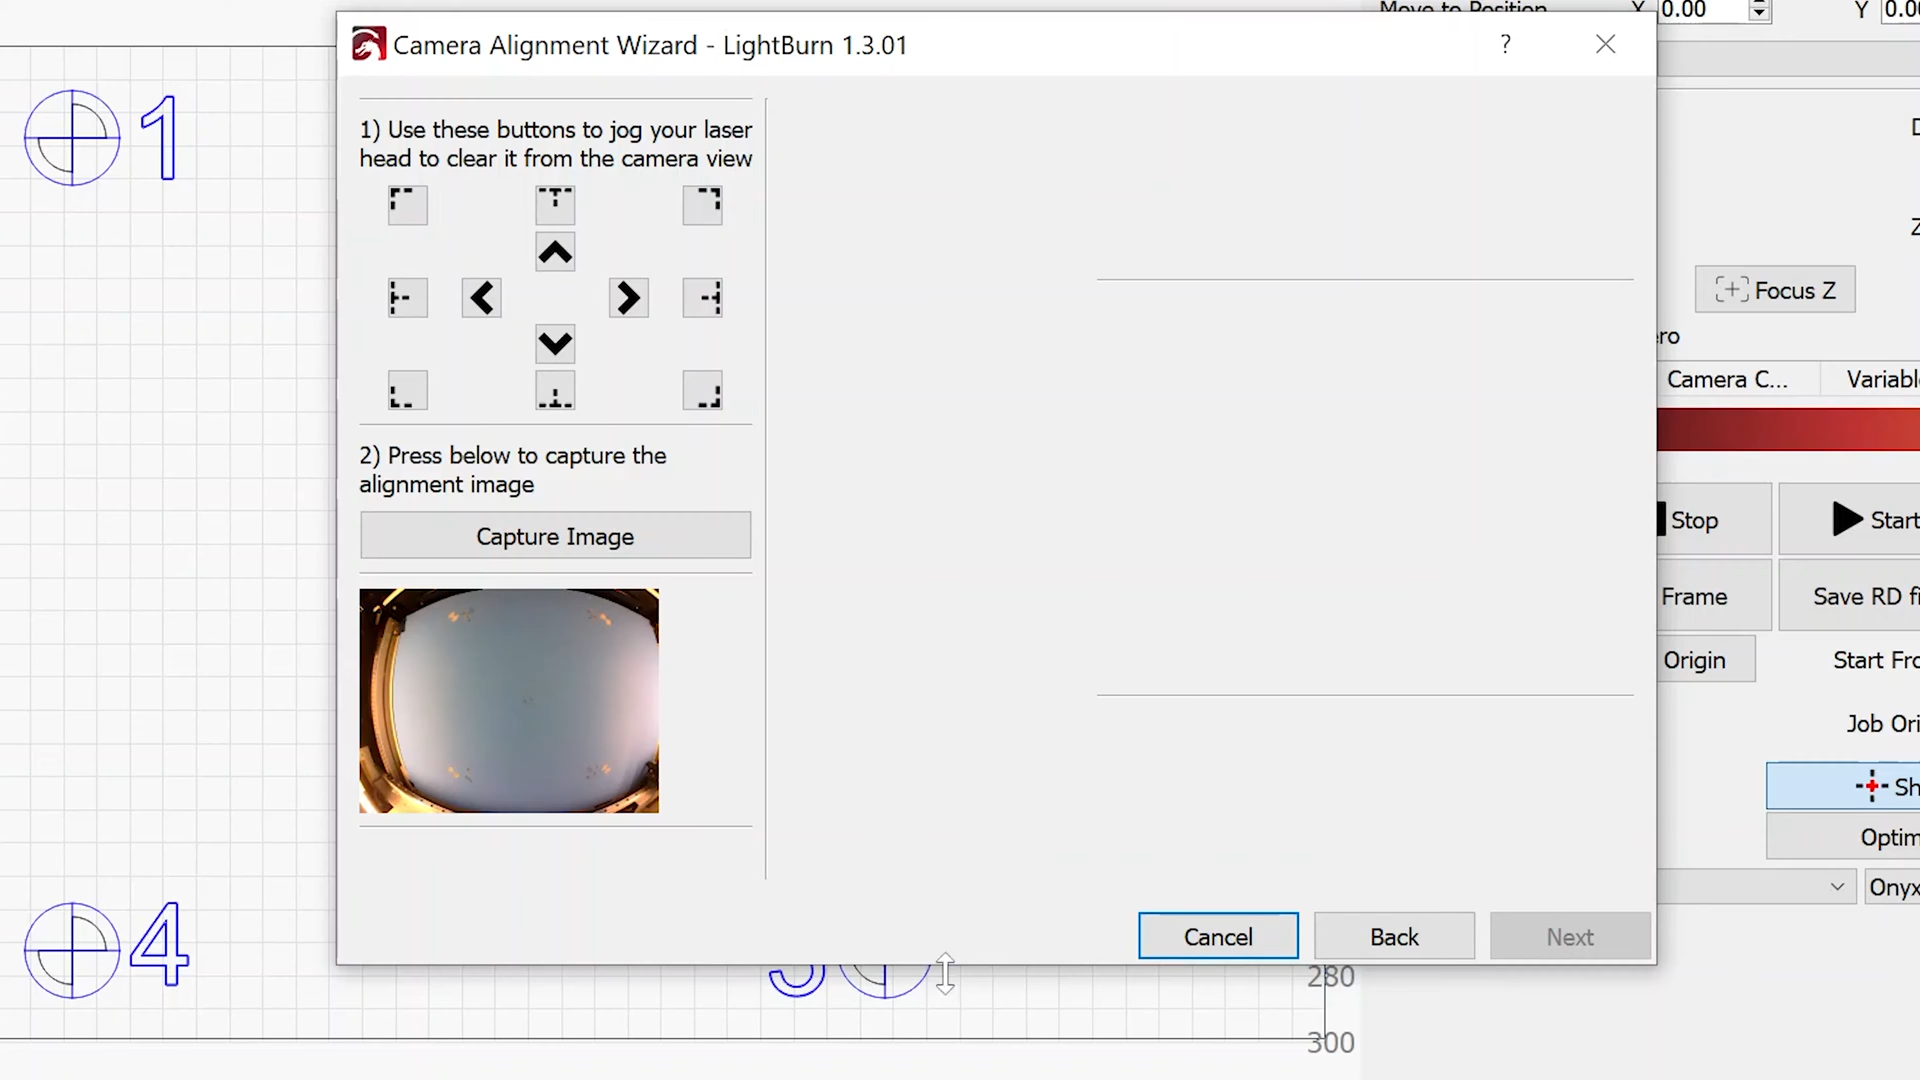 Move to Position X 0.00 Y 0.00
Camera Alignment Wizard - LightBurn 1.3.01
?
1
1) Use these buttons to jog your laser
head to clear it from the camera view
Focus Z
ero
Camera C...
Variabl
2) Press below to capture the
alignment image
Capture Image
Stop
Start
Frame
Save RD fi
Origin
Start Fro
Job Ori
Sh
Optim
Onyx
4
Cancel
Back
Next
280
300